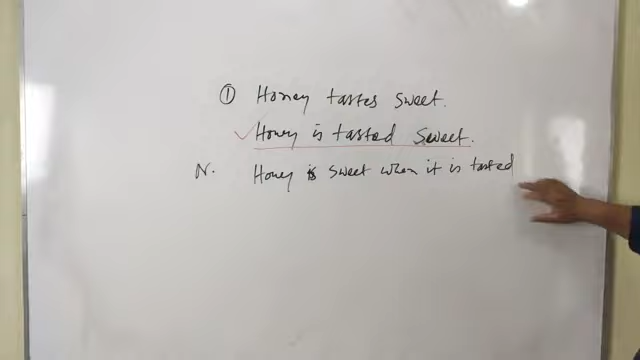 ① Honey tastes sweet.
✓ Honey is tasted sweet.
N. Honey is sweet when it is tasted